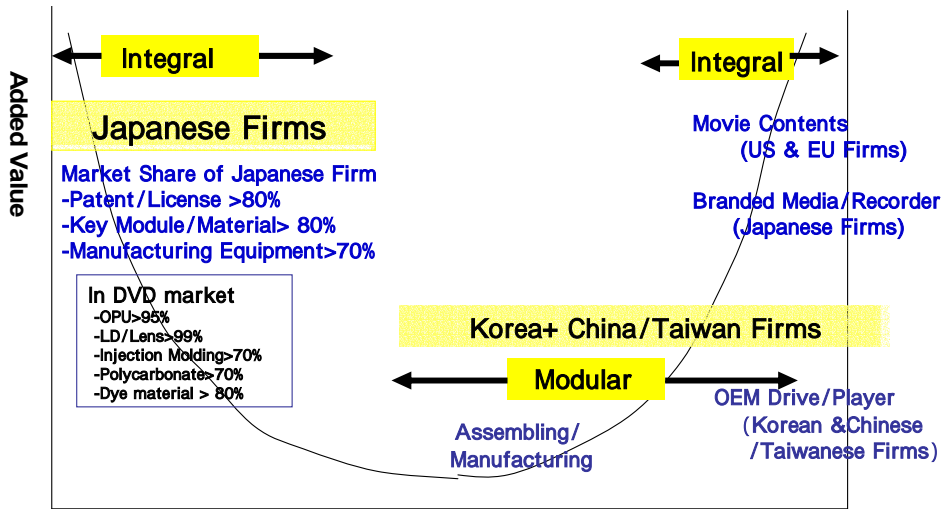 Added Value
Integral
Integral
Japanese Firms
Market Share of Japanese Firm
-Patent/License >80%
-Key Module/Material> 80%
-Manufacturing Equipment>70%
In DVD market
-OPU>95%
-LD/Lens>99%
-Injection Molding>70%
-Polycarbonate>70%
-Dye material > 80%
Movie Contents
(US & EU Firms)
Branded Media/Recorder
(Japanese Firms)
Korea+ China/Taiwan Firms
Modular
Assembling/
Manufacturing
OEM Drive/Player
(Korean &Chinese
/Taiwanese Firms)